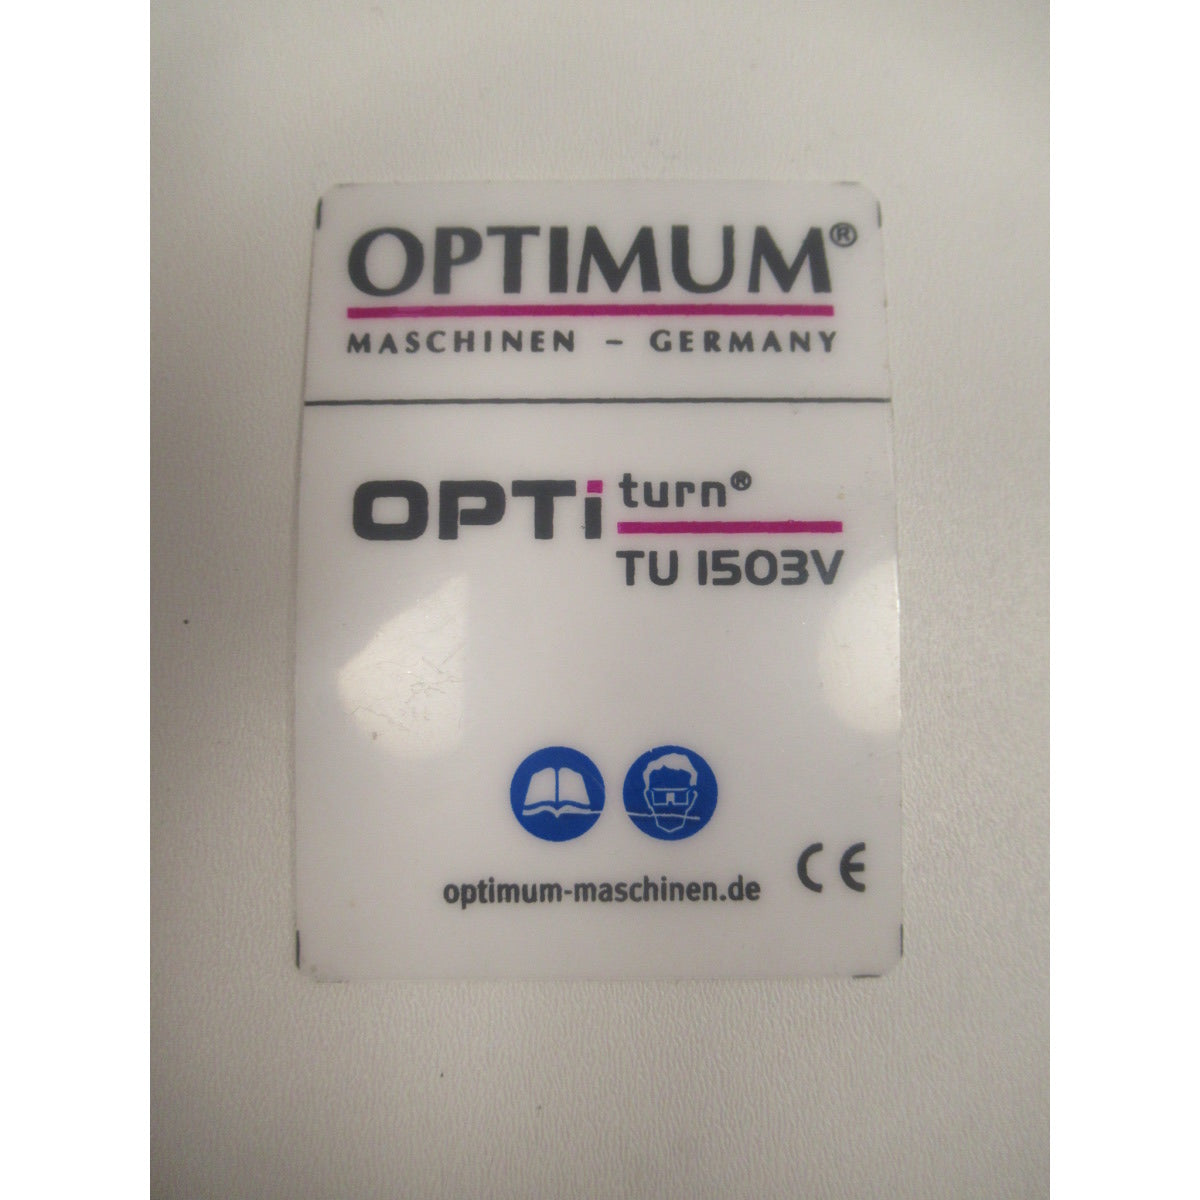 OPTIMUM®
MASCHINEN - GERMANY
OPTi turn®
TU 1503V
optimum-maschinen.de
CE